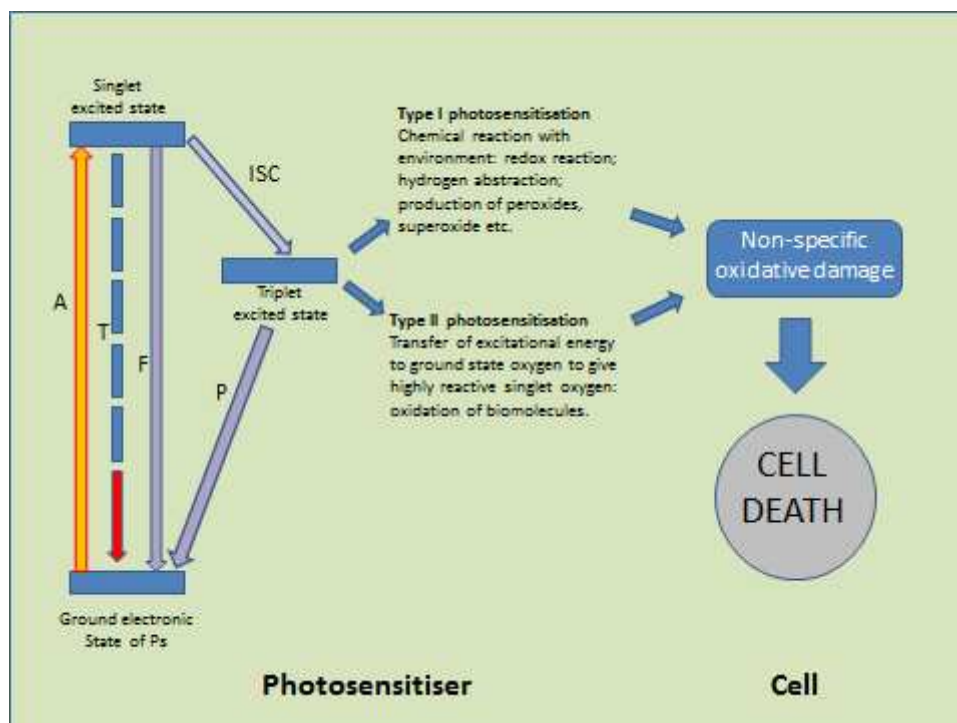 Singlet
excited state
A
T
F
ISC
P
Triplet
excited state
Ground electronic
State of Ps
Type I photosensitisation
Chemical reaction with
environment: redox reaction;
hydrogen abstraction;
production of peroxides,
superoxide etc.
Type II photosensitisation
Transfer of excitational energy
to ground state oxygen to give
highly reactive singlet oxygen:
oxidation of biomolecules.
Non-specific
oxidative damage
CELL
DEATH
Photosensitiser
Cell